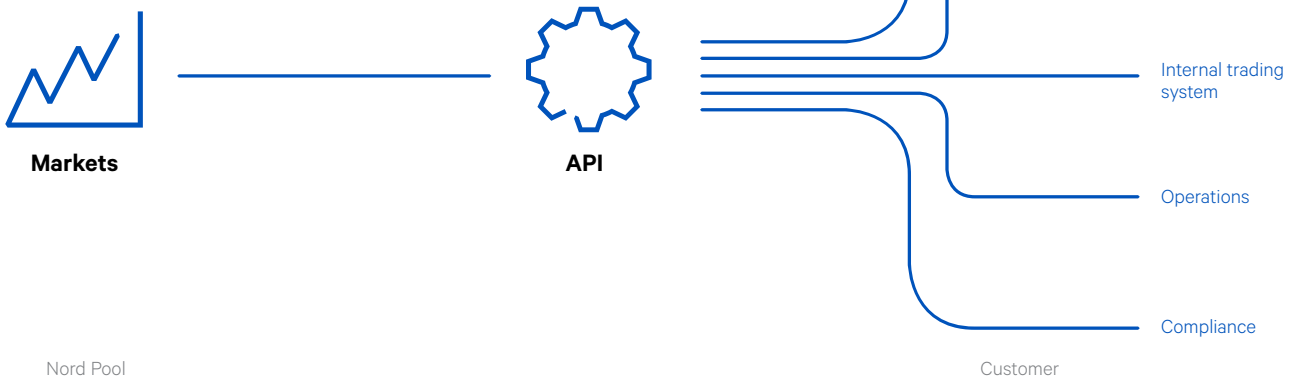 Internal trading
system
Markets
API
Operations
Compliance
Nord Pool
Customer